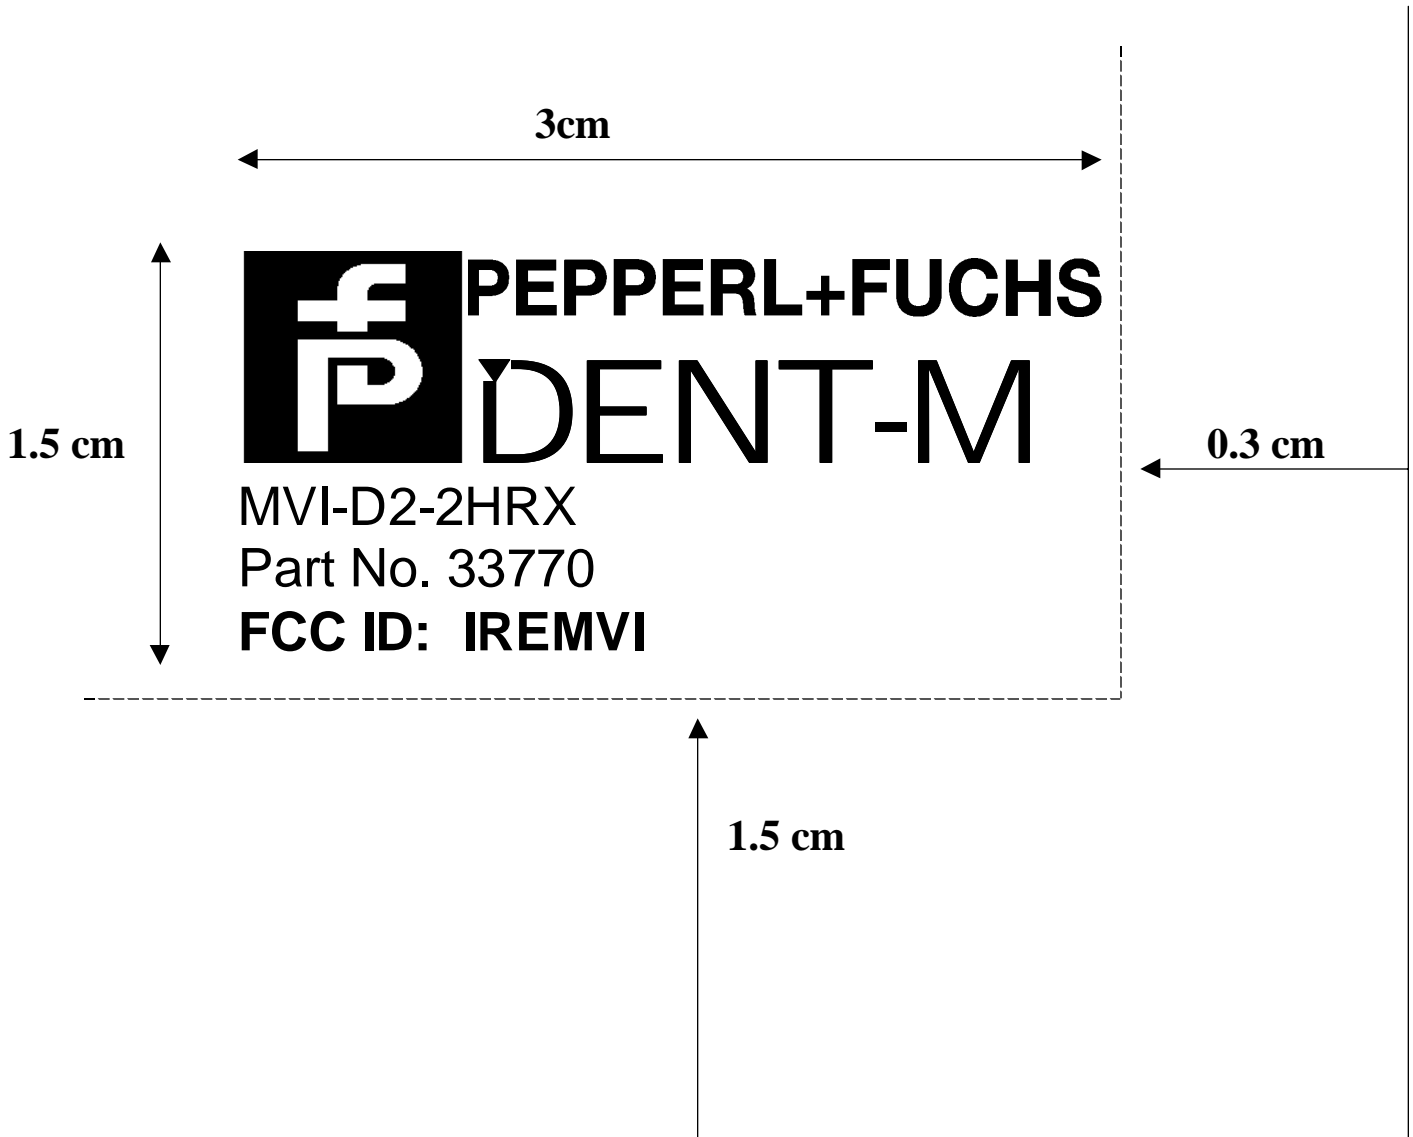 3cm
PEPPERL+FUCHS
IDENT-M
1.5 cm
0.3 cm
MVI-D2-2HRX
Part No. 33770
FCC ID: IREMVI
1.5 cm